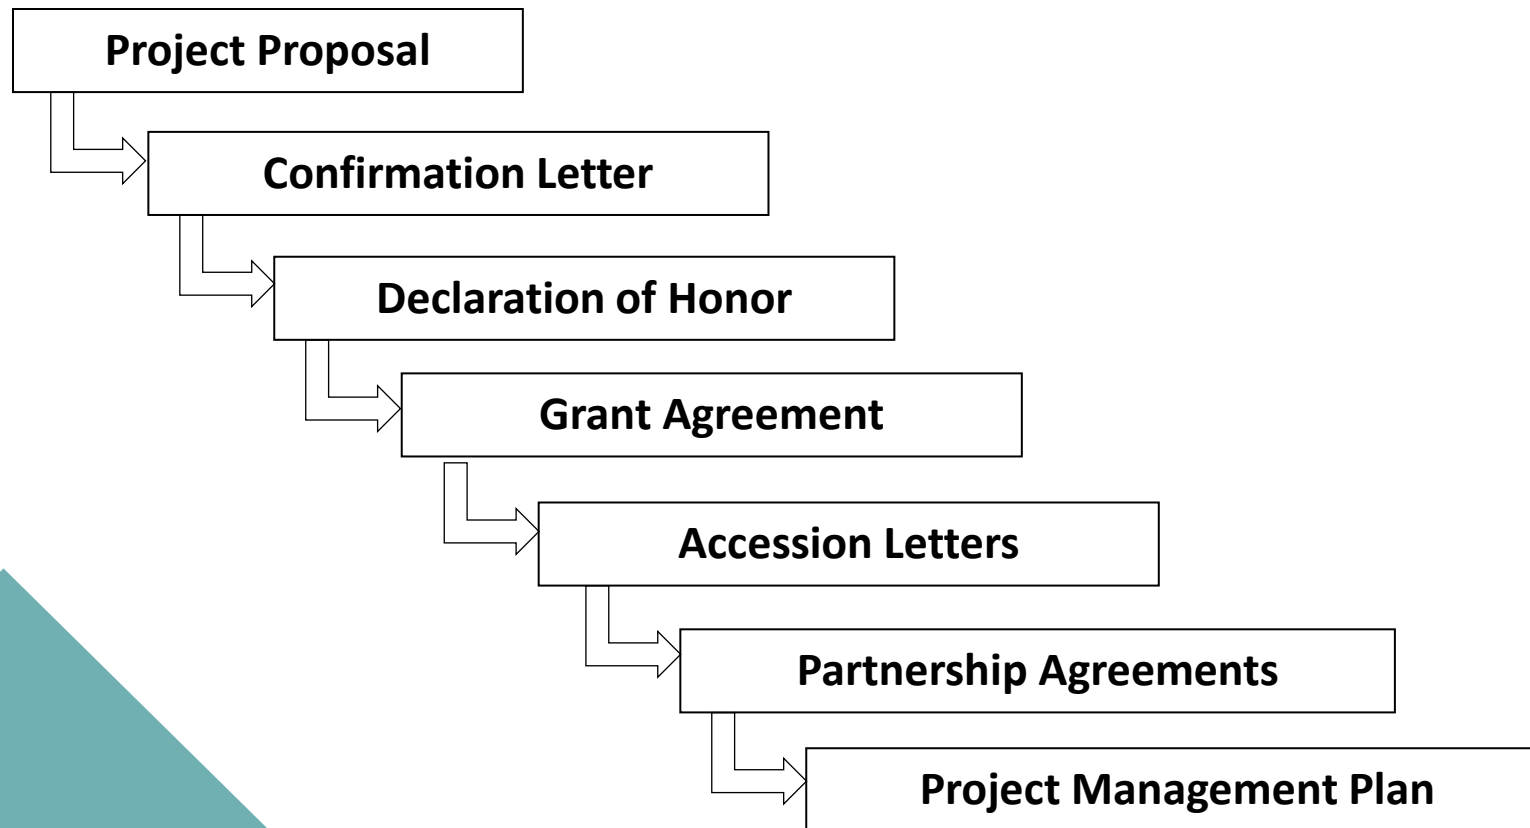 Project Proposal
Confirmation Letter
Declaration of Honor
Grant Agreement
Accession Letters
Partnership Agreements
Project Management Plan